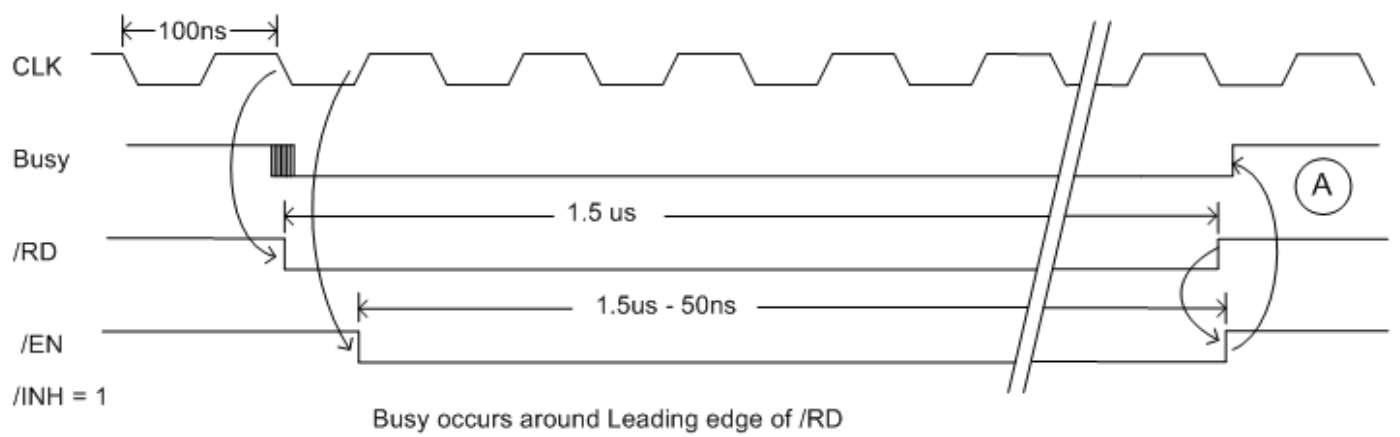 100ns
CLK
Busy
A
1.5 us
/RD
1.5us - 50ns
/EN
/INH = 1
Busy occurs around Leading edge of /RD